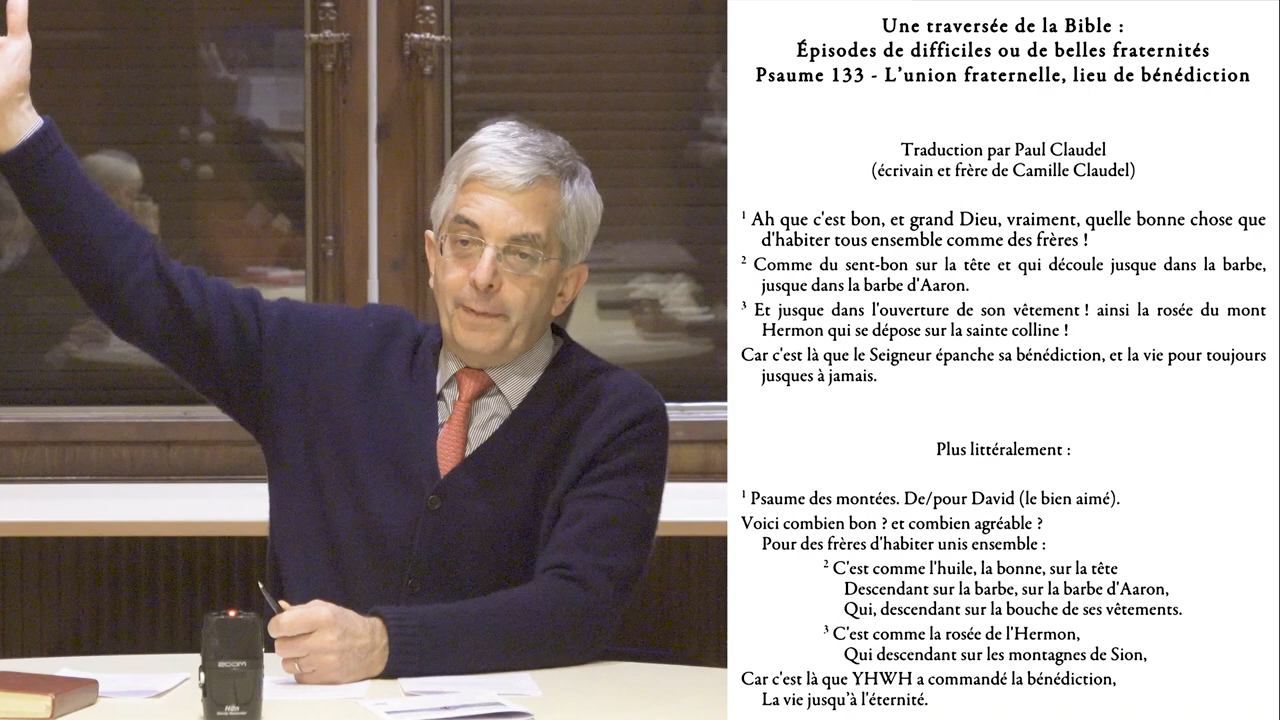 Une traversée de la Bible :
Épisodes de difficiles ou de belles fraternités
Psaume 133 - L’union fraternelle, lieu de bénédiction
Traduction par Paul Claudel
(écrivain et frère de Camille Claudel)
¹ Ah que c'est bon, et grand Dieu, vraiment, quelle bonne chose que
d'habiter tous ensemble comme des frères !
² Comme du sent-bon sur la tête et qui découle jusque dans la barbe,
jusque dans la barbe d'Aaron.
³ Et jusque dans l'ouverture de son vêtement ! ainsi la rosée du mont
Hermon qui se dépose sur la sainte colline !
Car c'est là que le Seigneur épanche sa bénédiction, et la vie pour toujours
jusques à jamais.
Plus littéralement :
¹ Psaume des montées. De/pour David (le bien aimé).
Voici combien bon ? et combien agréable ?
Pour des frères d'habiter unis ensemble :
² C'est comme l'huile, la bonne, sur la tête
Descendant sur la barbe, sur la barbe d'Aaron,
Qui, descendant sur la bouche de ses vêtements.
³ C'est comme la rosée de l'Hermon,
Qui descendant sur les montagnes de Sion,
Car c'est là que YHWH a commandé la bénédiction,
La vie jusqu'à l'éternité.
zoom
H2n